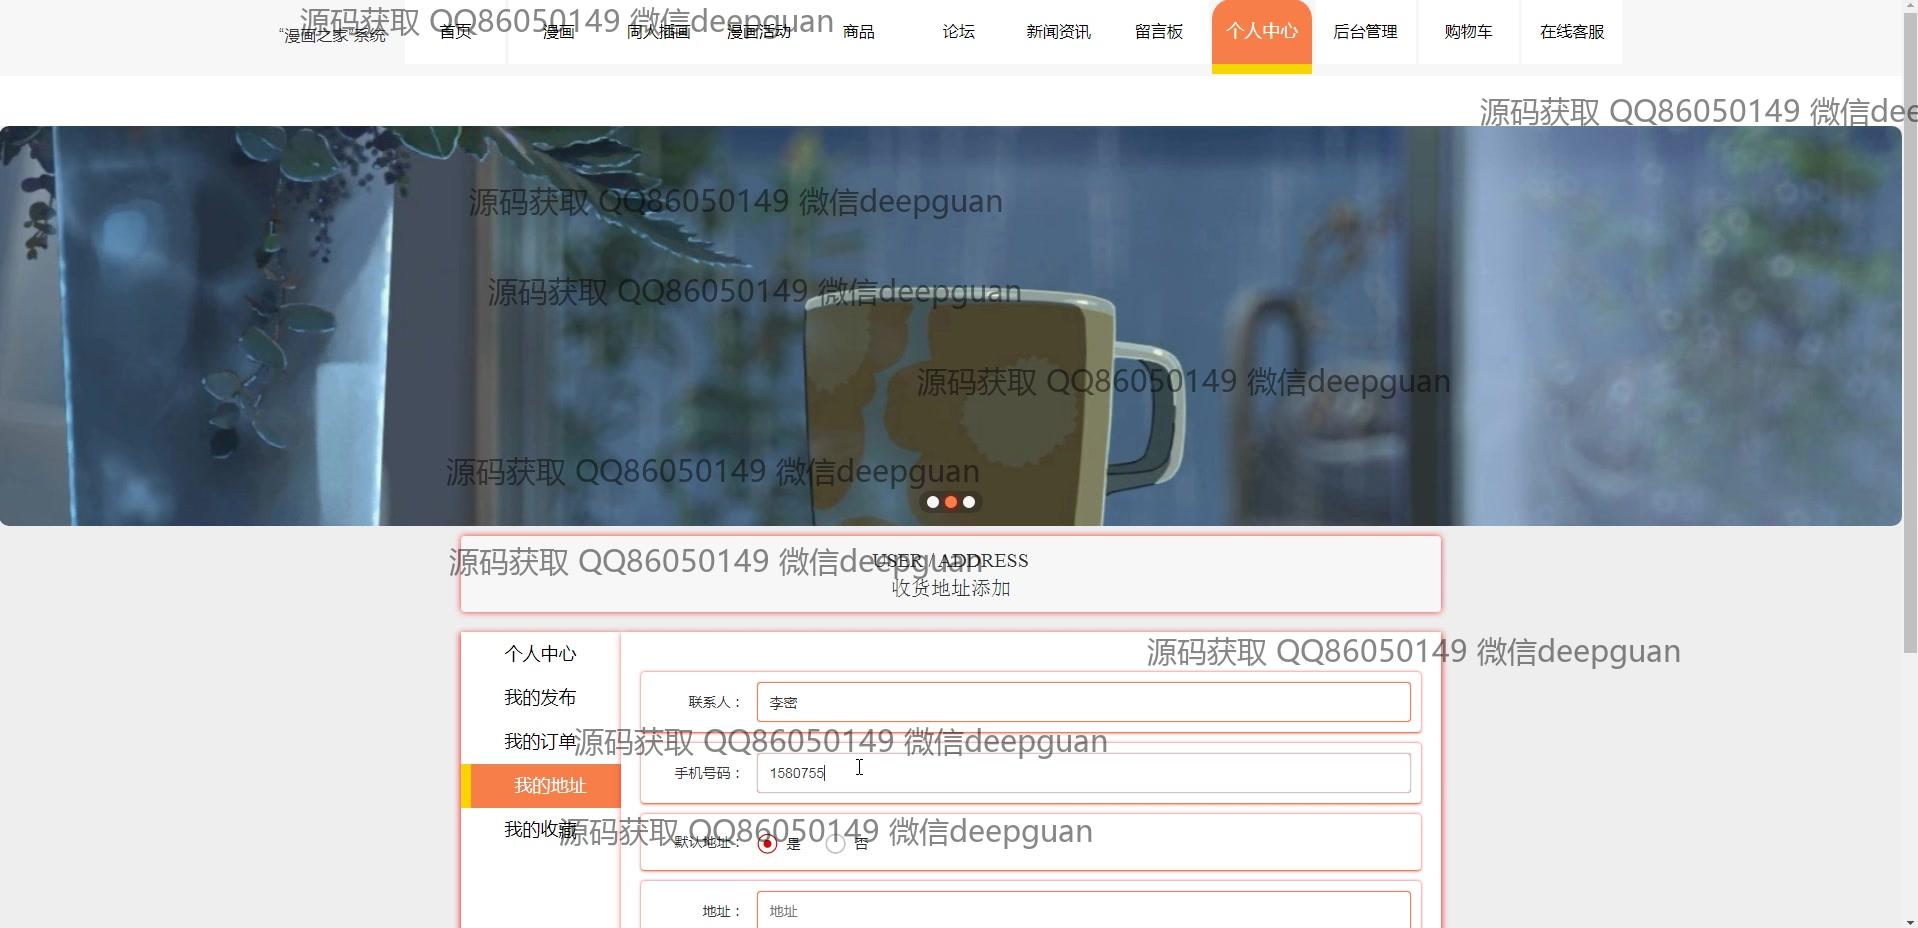 “漫画之家”系统
首页
漫画
同人插画
漫画活动
商品
论坛
新闻资讯
留言板
个人中心
后台管理
购物车
在线客服
源码获取 QQ86050149 微信deepguan
源码获取 QQ86050149 微信dee
源码获取 QQ86050149 微信deepguan
源码获取 QQ86050149 微信deepguan
源码获取 QQ86050149 微信deepguan
源码获取 QQ86050149 微信deepguan
源码获取 QQ86050149 微信deepguan
USER / ADDRESS
收货地址添加
源码获取 QQ86050149 微信deepguan
个人中心
我的发布
我的订单
我的地址
我的收藏
联系人：
李密
源码获取 QQ86050149 微信deepguan
手机号码：
1580755
源码获取 QQ86050149 微信deepguan
默认地址：
是
否
地址：
地址